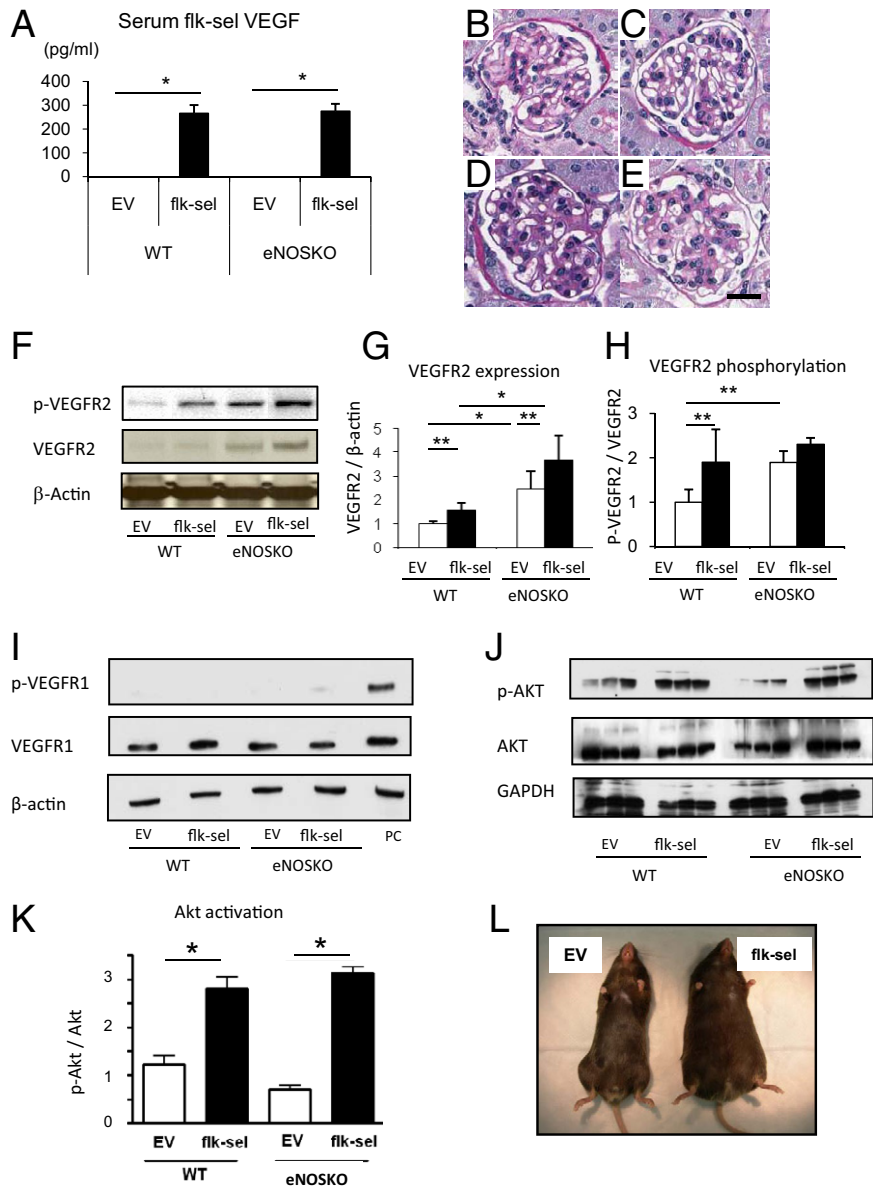 A
Serum flk-sel VEGF
(pg/ml)
400
300
200
100
0
* *
EV flk-sel EV flk-sel
WT eNOSKO
B C
D E
F
p-VEGFR2
VEGFR2
β-Actin
EV flk-sel EV flk-sel
WT eNOSKO
G
VEGFR2 expression
VEGFR2 / β-actin
5
4
3
2
1
0
*
*
** **
EV flk-sel EV flk-sel
WT eNOSKO
H
VEGFR2 phosphorylation
P-VEGFR2 / VEGFR2
3
2
1
0
**
**
EV flk-sel EV flk-sel
WT eNOSKO
I
p-VEGFR1
VEGFR1
β-actin
EV flk-sel EV flk-sel PC
WT eNOSKO
J
p-AKT
AKT
GAPDH
EV flk-sel EV flk-sel
WT eNOSKO
K
Akt activation
p-Akt / Akt
3
2
1
0
* *
EV flk-sel EV flk-sel
WT eNOSKO
L
EV flk-sel